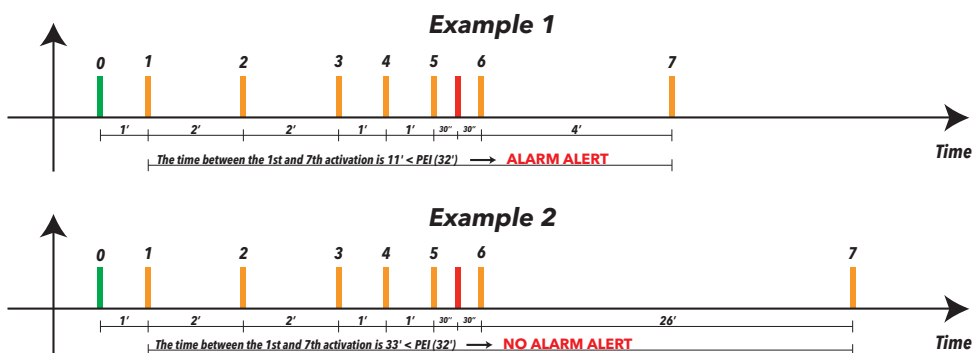 Example 1
0 1 2 3 4 5 6 7
1' 2' 2' 1' 1' 30" 30" 4'
The time between the 1st and 7th activation is 11' < PEI (32') ALARM ALERT
Time
Example 2
0 1 2 3 4 5 6 7
1' 2' 2' 1' 1' 30" 30" 26'
The time between the 1st and 7th activation is 33' < PEI (32') NO ALARM ALERT
Time